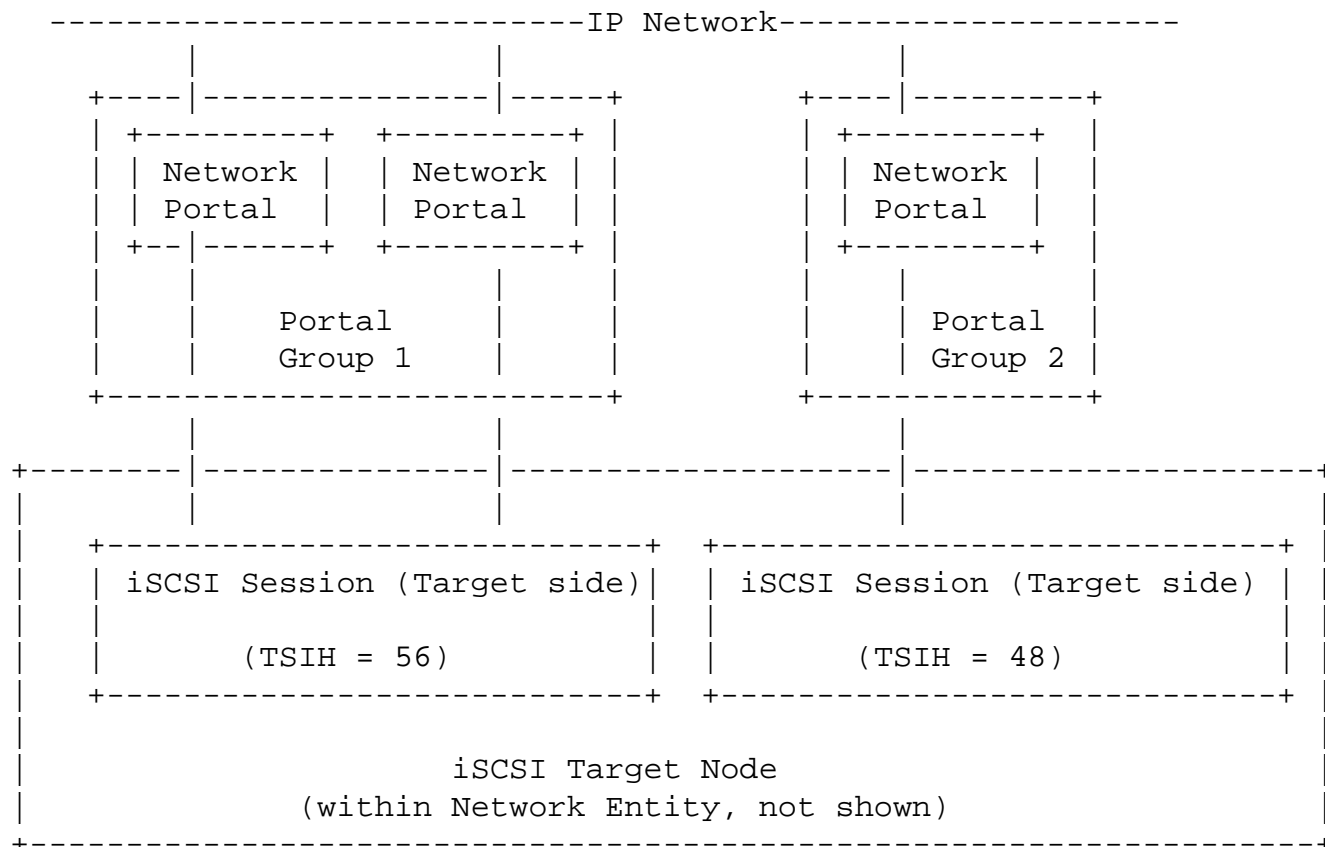 ----------------------------IP Network---------------------
Network Network Network
Portal Portal Portal
Portal Portal
Group 1 Group 2
iSCSI Session (Target side) iSCSI Session (Target side)
(TSIH = 56) (TSIH = 48)
iSCSI Target Node
(within Network Entity, not shown)